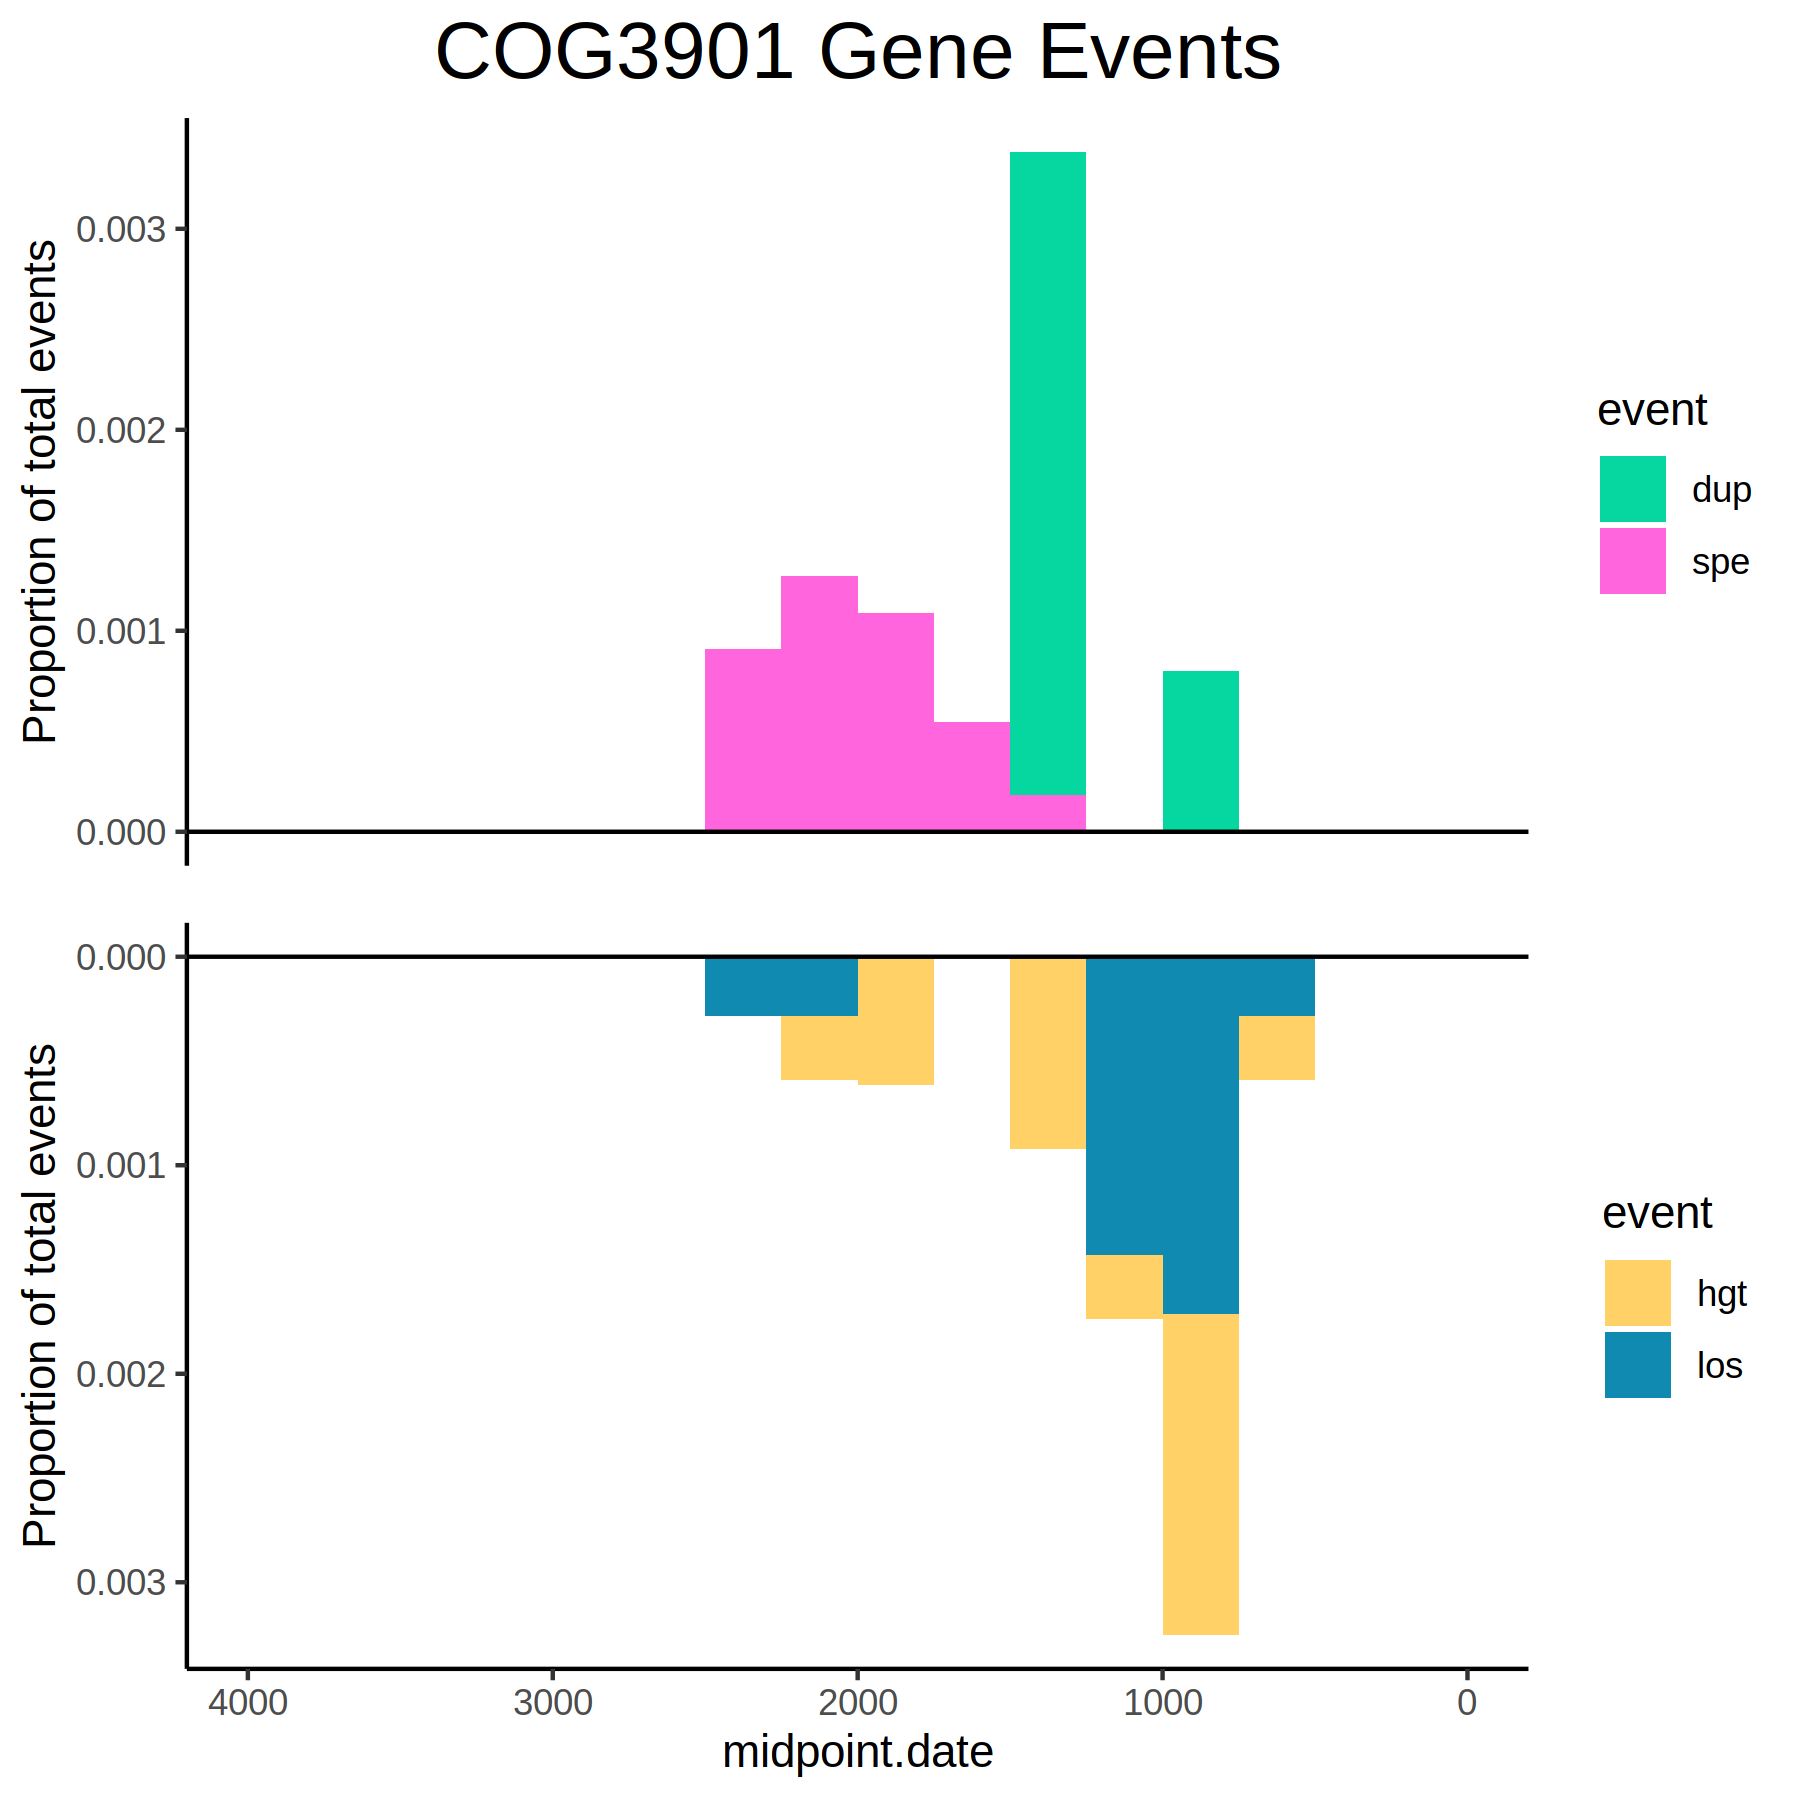 COG3901 Gene Events
Proportion of total events
0.003
0.002
0.001
0.000
event
dup
spe
Proportion of total events
0.000
0.001
0.002
0.003
event
hgt
los
4000 3000 2000 1000 0
midpoint.date